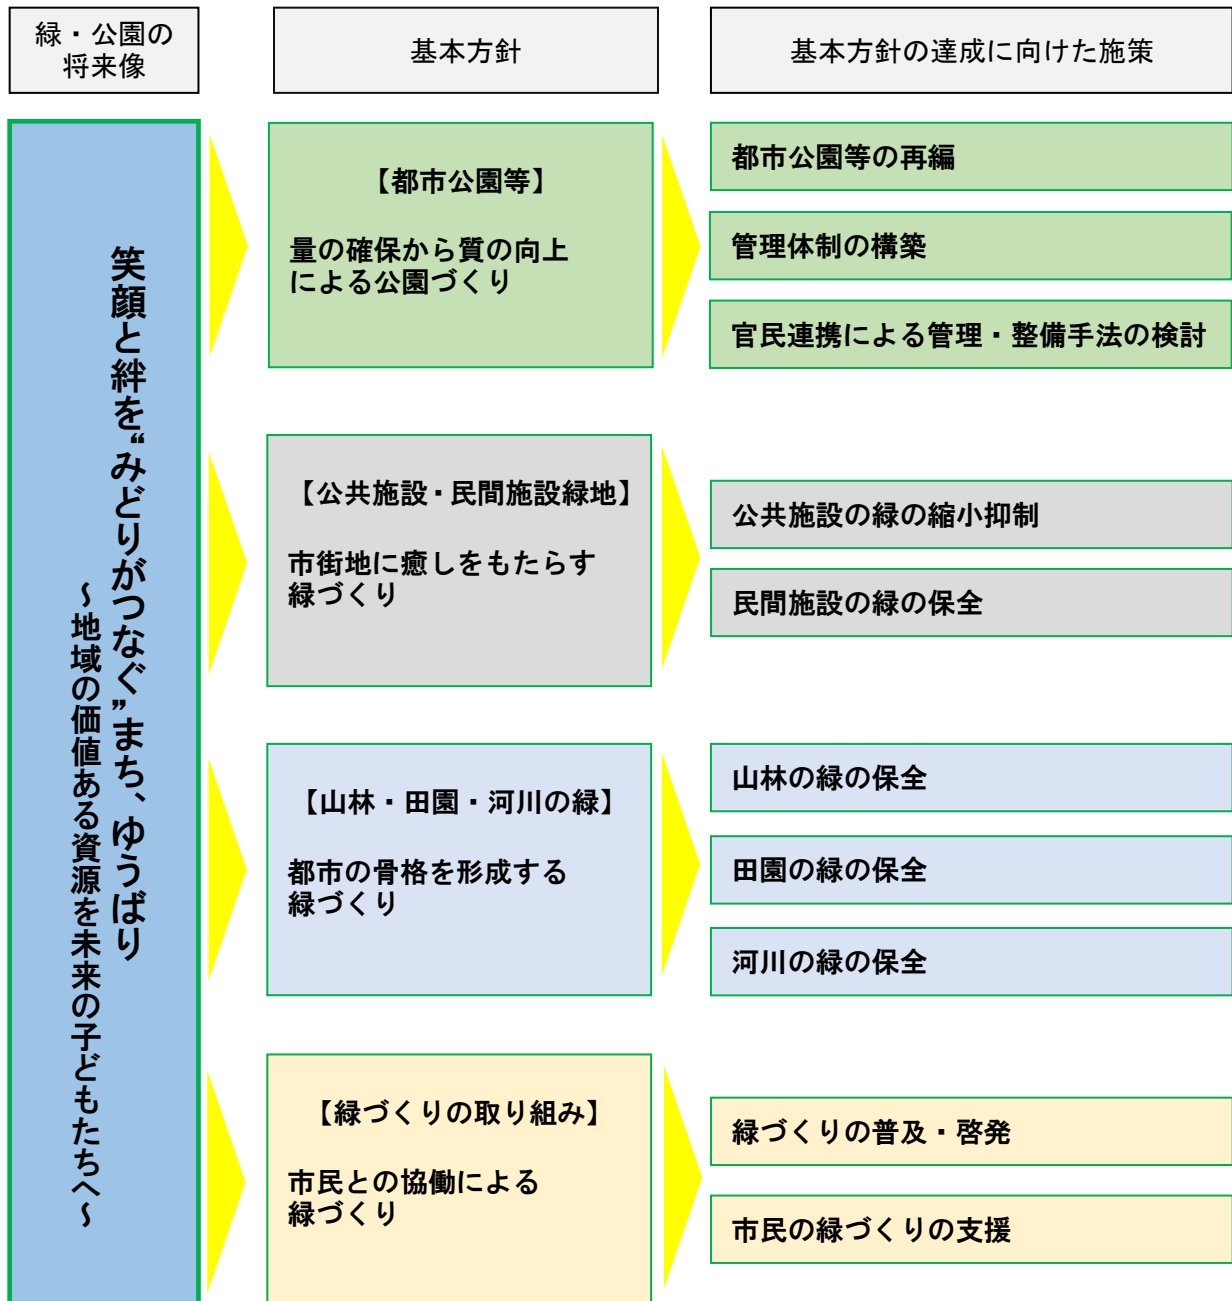 緑・公園の
将来像
基本方針
基本方針の達成に向けた施策
笑顔と絆を“みどりがつなぐ”まち、ゆうばり
～地域の価値ある資源を未来の子どもたちへ～
【都市公園等】
量の確保から質の向上
による公園づくり
都市公園等の再編
管理体制の構築
官民連携による管理・整備手法の検討
【公共施設・民間施設緑地】
市街地に癒しをもたらす
緑づくり
公共施設の緑の縮小抑制
民間施設の緑の保全
【山林・田園・河川の緑】
都市の骨格を形成する
緑づくり
山林の緑の保全
田園の緑の保全
河川の緑の保全
【緑づくりの取り組み】
市民との協働による
緑づくり
緑づくりの普及・啓発
市民の緑づくりの支援